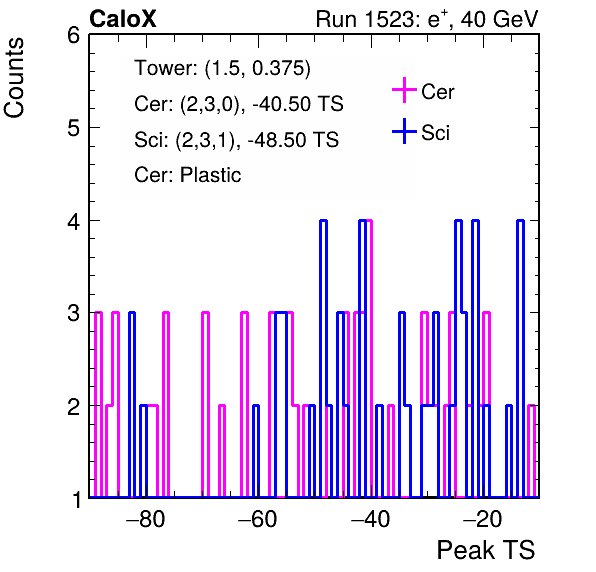 CaloX Run 1523: e+, 40 GeV
Counts
6
5
4
3
2
1
Tower: (1.5, 0.375)
Cer: (2,3,0), -40.50 TS
Sci: (2,3,1), -48.50 TS
Cer: Plastic
Cer
Sci
−80 −60 −40 −20
Peak TS